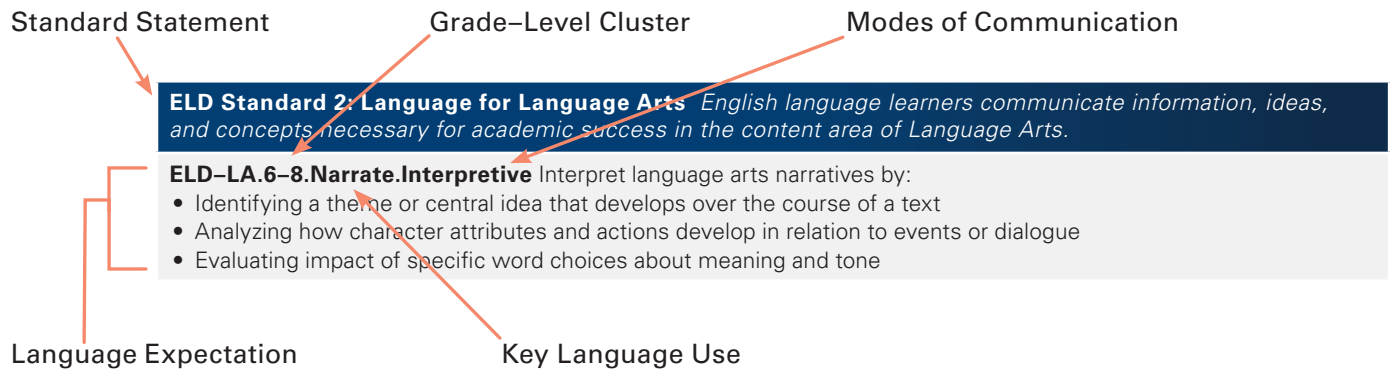 Standard Statement
Grade–Level Cluster
Modes of Communication
ELD Standard 2: Language for Language Arts English language learners communicate information, ideas,
and concepts necessary for academic success in the content area of Language Arts.
ELD–LA.6–8.Narrate.Interpretive Interpret language arts narratives by:
• Identifying a theme or central idea that develops over the course of a text
• Analyzing how character attributes and actions develop in relation to events or dialogue
• Evaluating impact of specific word choices about meaning and tone
Language Expectation
Key Language Use